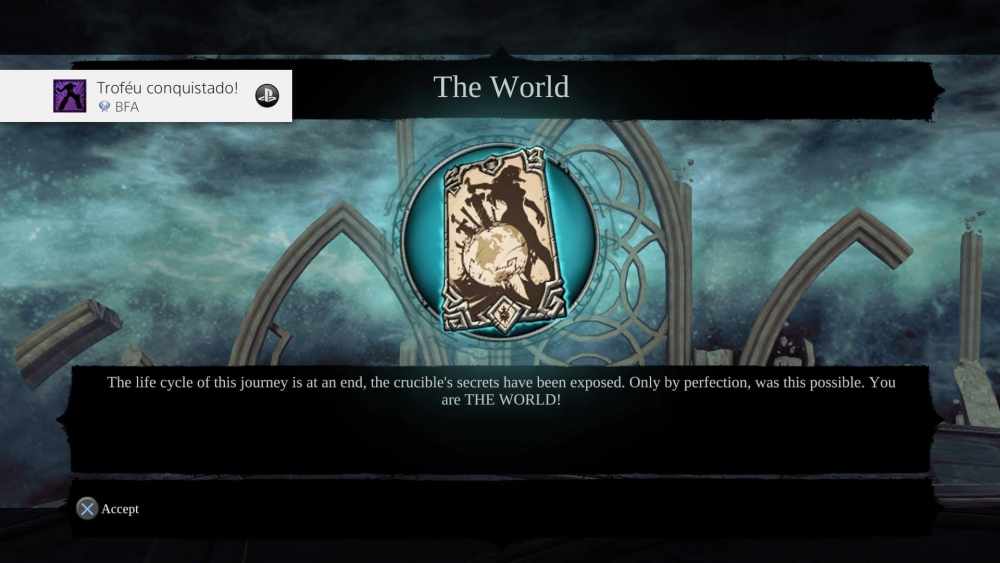 Troféu conquistado!
BFA
The World
The life cycle of this journey is at an end, the crucible's secrets have been exposed. Only by perfection, was this possible. You
are THE WORLD!
Accept